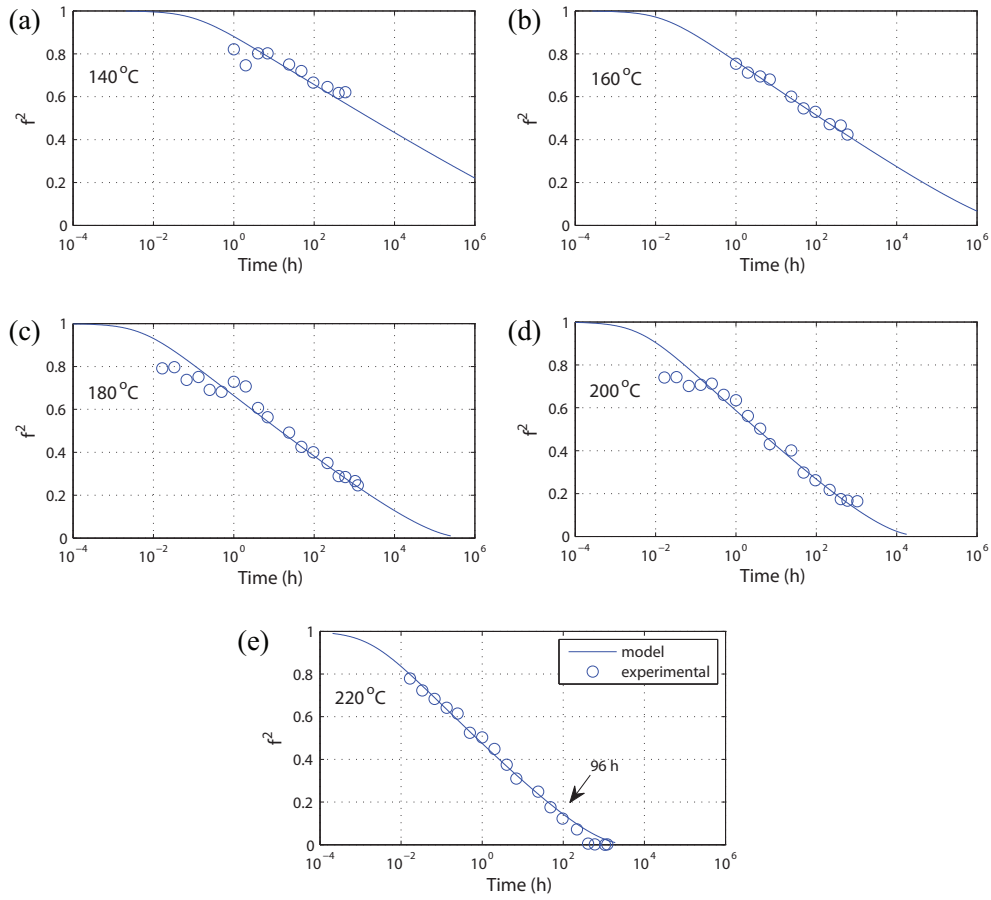 (a)
1
0.8
0.6
0.4
0.2
0
f²
140 °C
10⁻⁴ 10⁻² 10⁰ 10² 10⁴ 10⁶
Time (h)
(b)
1
0.8
0.6
0.4
0.2
0
f²
160 °C
10⁻⁴ 10⁻² 10⁰ 10² 10⁴ 10⁶
Time (h)
(c)
1
0.8
0.6
0.4
0.2
0
f²
180 °C
10⁻⁴ 10⁻² 10⁰ 10² 10⁴ 10⁶
Time (h)
(d)
1
0.8
0.6
0.4
0.2
0
f²
200 °C
10⁻⁴ 10⁻² 10⁰ 10² 10⁴ 10⁶
Time (h)
(e)
1
0.8
0.6
0.4
0.2
0
f²
220 °C
model
experimental
96 h
10⁻⁴ 10⁻² 10⁰ 10² 10⁴ 10⁶
Time (h)